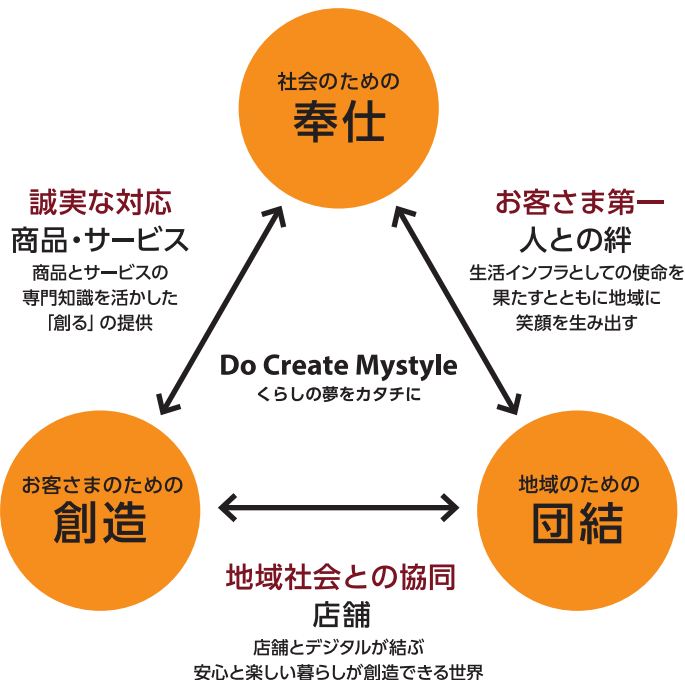 社会のための
奉仕
誠実な対応
商品・サービス
商品とサービスの
専門知識を活かした
「創る」の提供
お客さま第一
人との絆
生活インフラとしての使命を
果たすとともに地域に
笑顔を生み出す
Do Create Mystyle
くらしの夢をカタチに
お客さまのための
創造
地域のための
団結
地域社会との協同
店舗
店舗とデジタルが結ぶ
安心と楽しい暮らしが創造できる世界